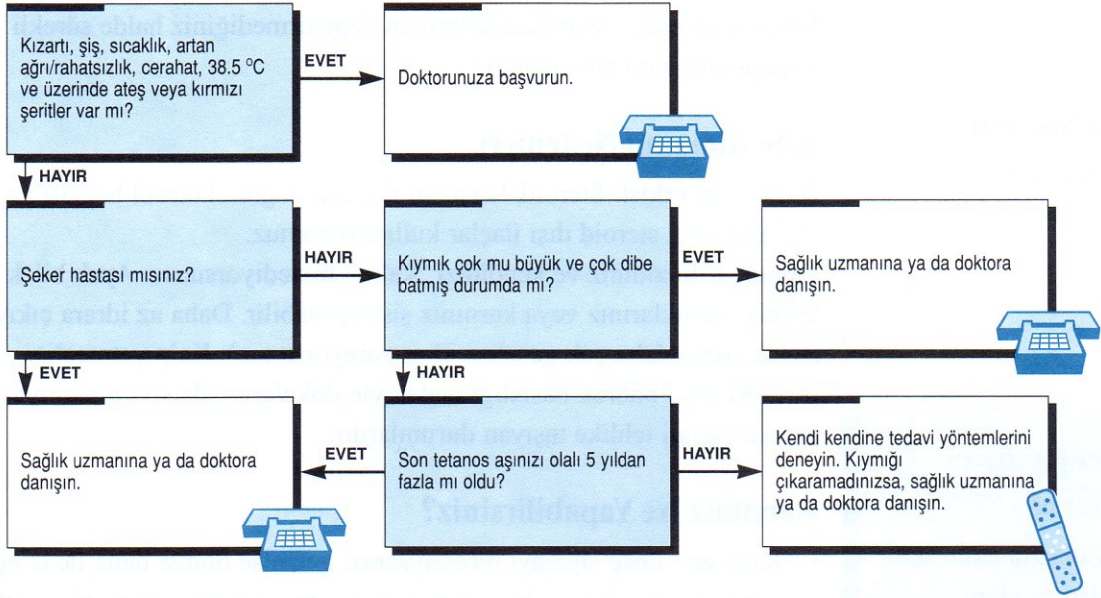 Kızartı, şiş, sıcaklık, artan
ağrı/rahatsızlık, cerahat, 38.5 °C
ve üzerinde ateş veya kırmızı
şeritler var mı?
EVET
Doktorunuza başvurun.
HAYIR
Seker hastası mısınız?
HAYIR
Kıymık çok mu büyük ve çok dibe
batmış durumda mı?
EVET
Sağlık uzmanına ya da doktora
danışın.
EVET
HAYIR
Sağlık uzmanına ya da doktora
danışın.
EVET
Son tetanos aşınızı olalı 5 yıldan
fazla mı oldu?
HAYIR
Kendi kendine tedavi yöntemlerini
deneyin. Kıymığı
çıkaramadınızsa, sağlık uzmanına
ya da doktora danışın.